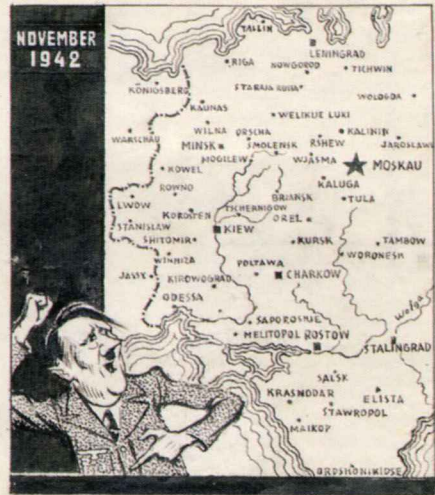 NOVEMBER
1942
TALLIN
LENINGRAD
RIGA
NOWGOROD
TICHWIN
KÖNIGSBERG
STARAJA RUSSA
WOLOGDA
KAUNAS
WELIKIJE LUKI
WILNA
ORSCHA
KALININ
WARSCHAU
MINSK
SMOLENSK
RSHEW
JAROSLAWL
MOGILEW
WJASMA
MOSKAU
KOWEL
KALUGA
ROWNO
BRIANSK
TULA
LWOW
TSCHERNIGOW
KOROSTEN
OREL
STANISLAW
KIEW
SHITOMIR
KURSK
TAMBOW
WINNIZA
WORONESH
JASSY
POLTAWA
KIROWOGRAD
CHARKOW
ODESSA
Wolga
SAPOROSHJE
MELITOPOL
ROSTOW
STALINGRAD
SALSK
KRASNODAR
ELISTA
STAWROPOL
MAIKOP
ORDSHONIKIDSE